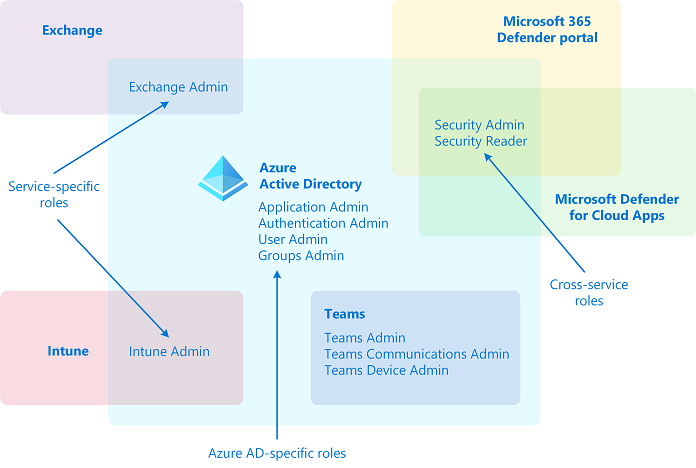 Exchange
Microsoft 365
Defender portal
Exchange Admin
Security Admin
Security Reader
Azure
Active Directory
Application Admin
Authentication Admin
User Admin
Groups Admin
Service-specific
roles
Microsoft Defender
for Cloud Apps
Cross-service
roles
Intune
Intune Admin
Teams
Teams Admin
Teams Communications Admin
Teams Device Admin
Azure AD-specific roles